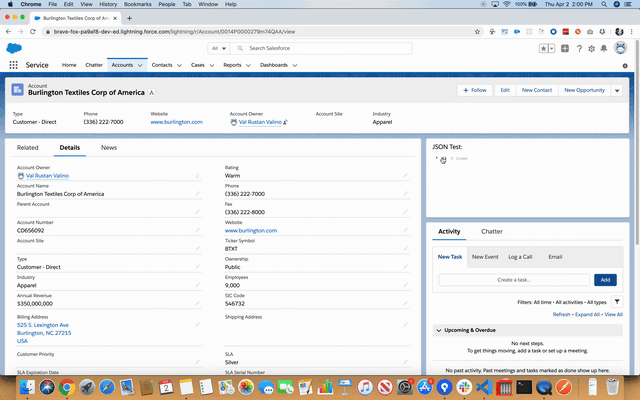 Chrome File Edit View History Bookmarks People Tab Window Help
100% Thu Apr 2 2:00 PM
Burlington Textiles Corp of Am
brave-fox-pa9af8-dev-ed.lightning.force.com/lightning/r/Account/0014P0000279m74QAA/view
All
Search Salesforce
Service Home Chatter Accounts Contacts Cases Reports Dashboards
Account
Burlington Textiles Corp of America
Follow Edit New Contact New Opportunity
Type Phone Website Account Owner Account Site Industry
Customer - Direct (336) 222-7000 www.burlington.com Val Rustan Valino Apparel
Related Details News
Account Owner
Val Rustan Valino
Rating
Warm
Account Name
Burlington Textiles Corp of America
Phone
(336) 222-7000
Parent Account
Fax
(336) 222-8000
Account Number
CD656092
Website
www.burlington.com
Account Site
Ticker Symbol
BTXT
Type
Customer - Direct
Ownership
Public
Industry
Apparel
Employees
9,000
Annual Revenue
$350,000,000
SIC Code
546732
Billing Address
525 S. Lexington Ave
Burlington, NC 27215
USA
Shipping Address
Customer Priority
SLA
Silver
SLA Expiration Date
SLA Serial Number
JSON Test:
items
Activity Chatter
New Task New Event Log a Call Email
Create a task...
Add
Filters: All time • All activities • All types
Refresh • Expand All • View All
Upcoming & Overdue
No next steps.
To get things moving, add a task or set up a meeting.
No past activity. Past meetings and tasks marked as done show up here.